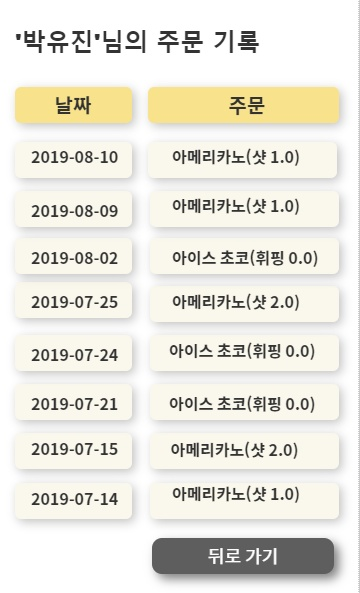 '박유진'님의 주문 기록
날짜 주문
2019-08-10 아메리카노(샷 1.0)
2019-08-09 아메리카노(샷 1.0)
2019-08-02 아이스 초코(휘핑 0.0)
2019-07-25 아메리카노(샷 2.0)
2019-07-24 아이스 초코(휘핑 0.0)
2019-07-21 아이스 초코(휘핑 0.0)
2019-07-15 아메리카노(샷 2.0)
2019-07-14 아메리카노(샷 1.0)
뒤로 가기